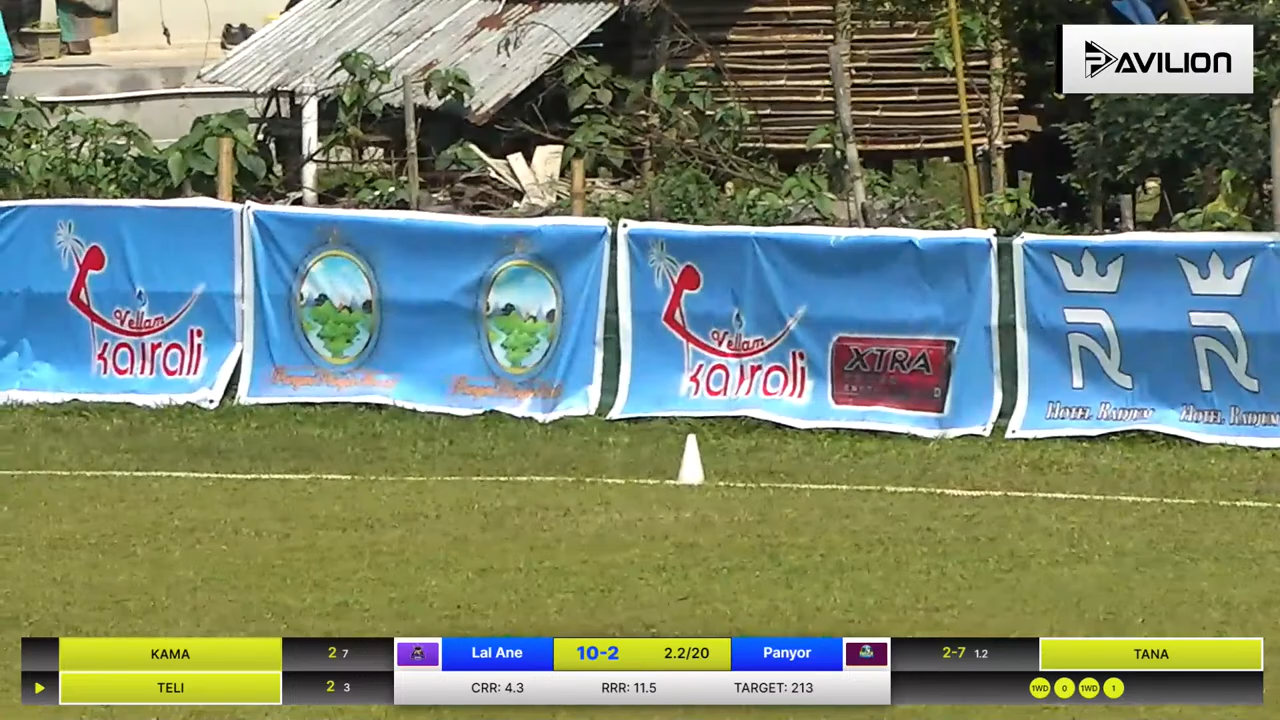 PAVILION
Vellam
Kairali
Vellam
Kairali
XTRA
HOTEL RADIUM
HOTEL RADIUM
KAMA 2 7
Lal Ane 10-2 2.2/20 Panyor
2-7 1.2 TANA
TELI 2 3
CRR: 4.3 RRR: 11.5 TARGET: 213
1WD 0 1WD 1